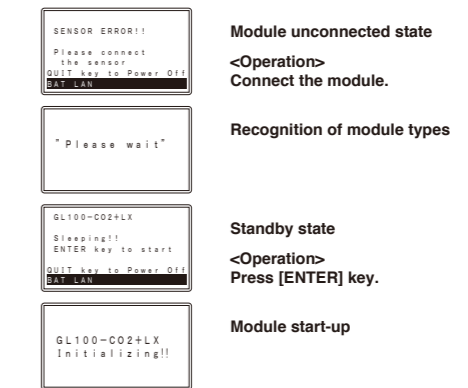 SENSOR ERROR!!
Please connect
the sensor
QUIT key to Power Off
BAT LAN
Module unconnected state
<Operation>
Connect the module.
"Please wait"
Recognition of module types
GL100-CO2+LX
Sleeping!!
ENTER key to start
QUIT key to Power Off
BAT LAN
Standby state
<Operation>
Press [ENTER] key.
GL100-CO2+LX
Initializing!!
Module start-up